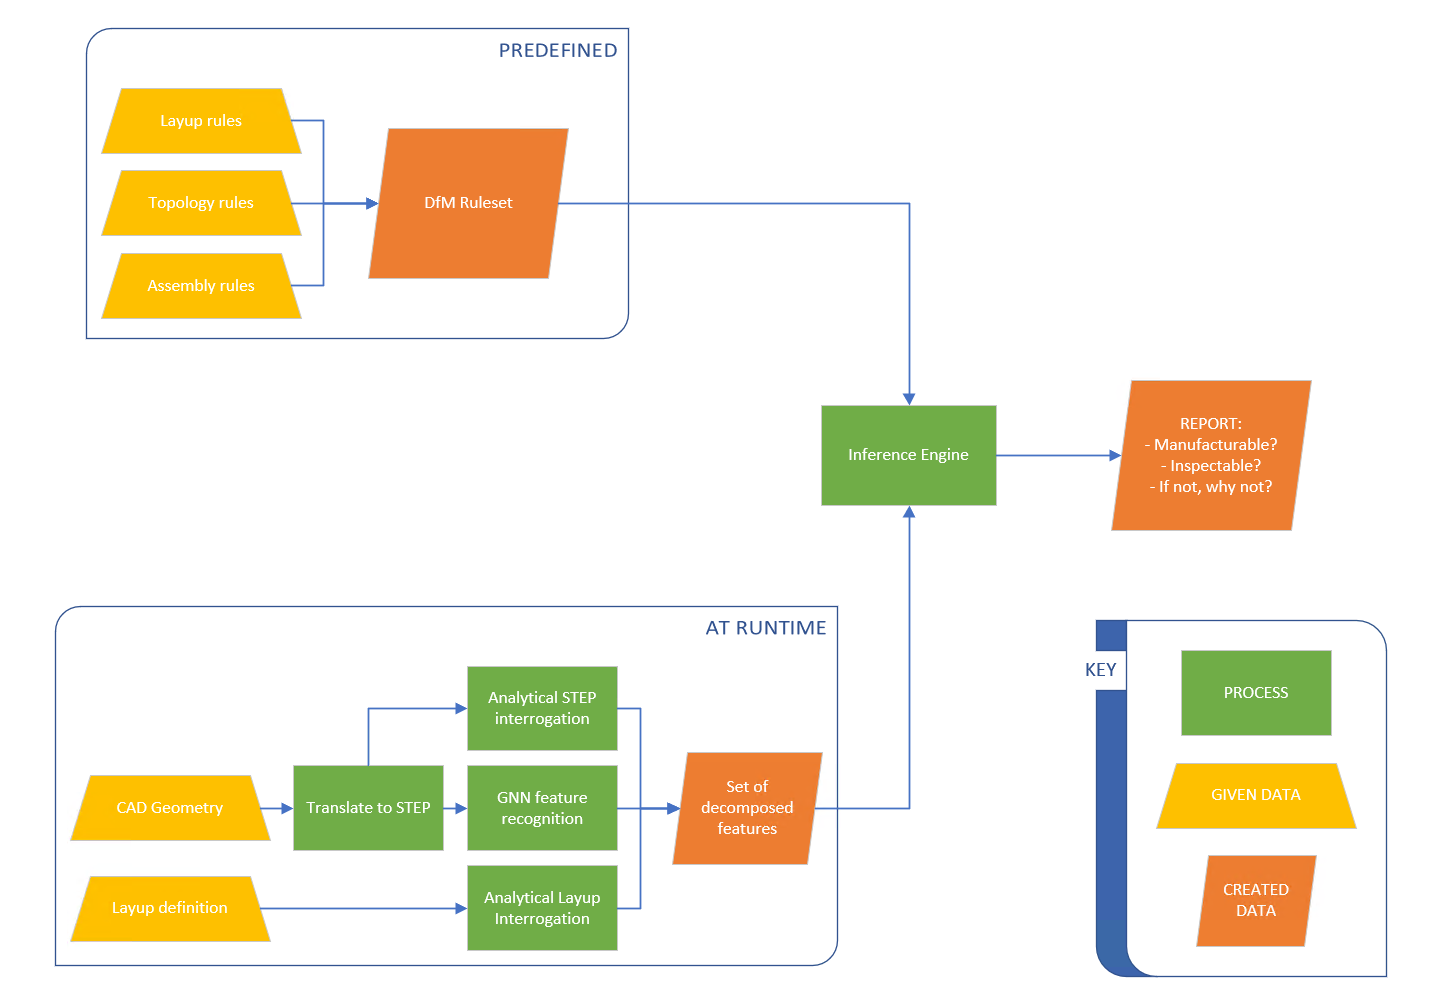 PREDEFINED
Layup rules
Topology rules
Assembly rules
DfM Ruleset
Inference Engine
REPORT:
- Manufacturable?
- Inspectable?
- If not, why not?
AT RUNTIME
CAD Geometry
Layup definition
Translate to STEP
Analytical STEP
interrogation
GNN feature
recognition
Analytical Layup
Interrogation
Set of
decomposed
features
KEY
PROCESS
GIVEN DATA
CREATED
DATA